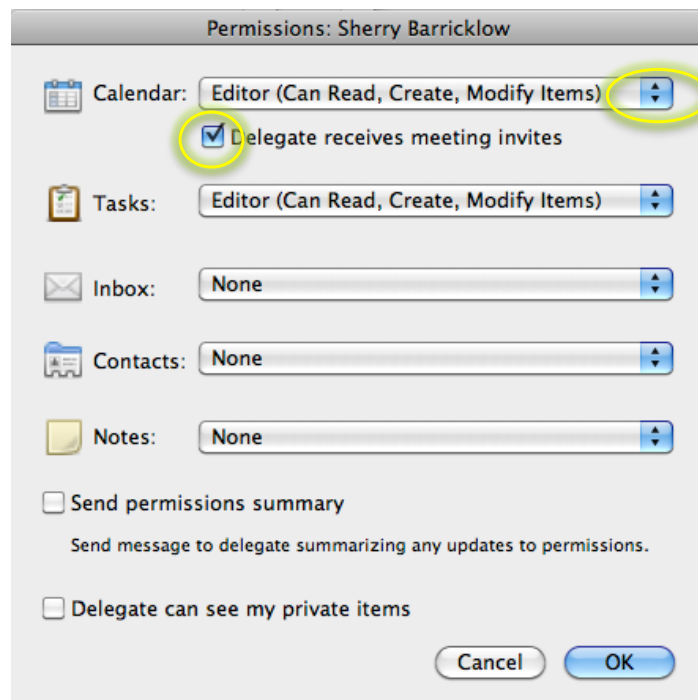 Permissions: Sherry Barricklow
Calendar: Editor (Can Read, Create, Modify Items)
Delegate receives meeting invites
Tasks: Editor (Can Read, Create, Modify Items)
Inbox: None
Contacts: None
Notes: None
Send permissions summary
Send message to delegate summarizing any updates to permissions.
Delegate can see my private items
Cancel OK